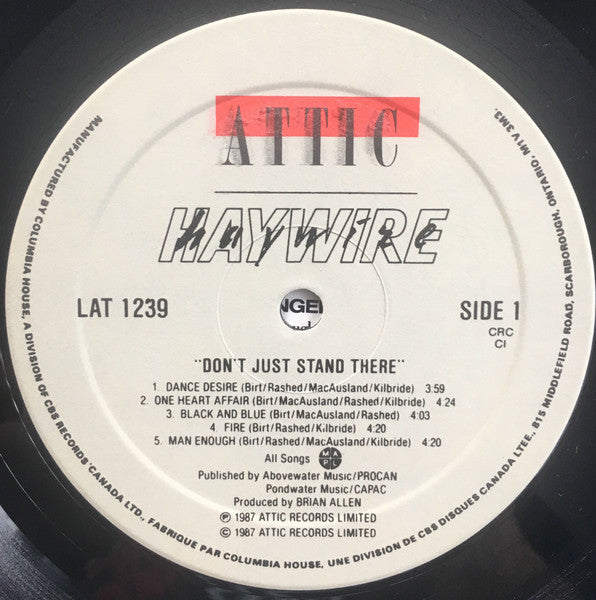 ATTIC
HAYWIRE
haywire
LAT 1239
SIDE 1
CRC
CI
"DON'T JUST STAND THERE"
1. DANCE DESIRE (Birt/Rashed/MacAusland/Kilbride) 3:59
2. ONE HEART AFFAIR (Birt/Rashed/MacAusland/Kilbride) 4:24
3. BLACK AND BLUE (Birt/MacAusland/Rashed) 4:03
4. FIRE (Birt/Rashed/Kilbride) 4:20
5. MAN ENOUGH (Birt/Rashed/MacAusland/Kilbride) 4:20
All Songs MAPL
Published by Abovewater Music/PROCAN
Pondwater Music/CAPAC
Produced by BRIAN ALLEN
℗ 1987 ATTIC RECORDS LIMITED
© 1987 ATTIC RECORDS LIMITED
MANUFACTURED BY COLUMBIA HOUSE, A DIVISION OF CBS RECORDS CANADA LTD., FABRIQUE PAR COLUMBIA HOUSE, UNE DIVISION DE CBS DISQUES CANADA LTEE., 815 MIDDLEFIELD ROAD, SCARBOROUGH, ONTARIO, M1V 3M3.